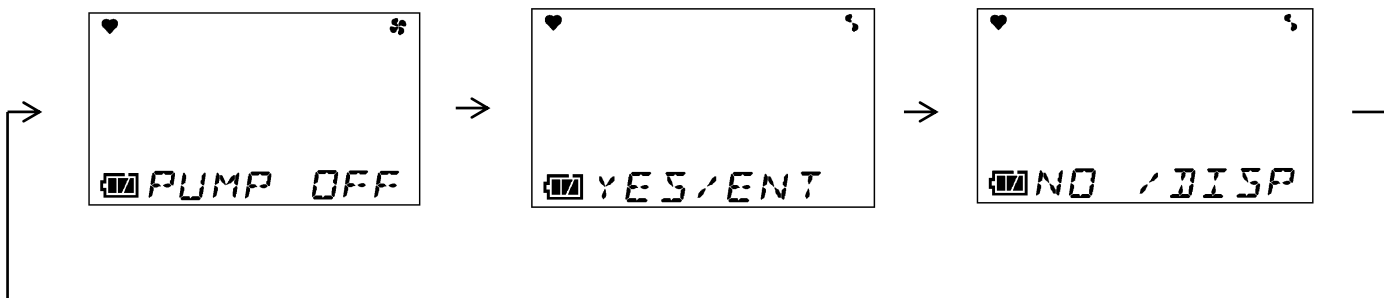 PUMP OFF
YES/ENT
NO /DISP